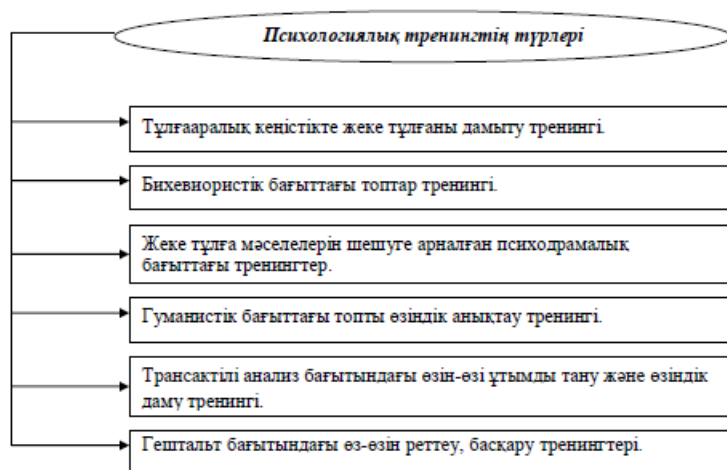 Психологиялық тренингтің түрлері
Тұлғааралық кеңістікте жеке тұлғаны дамыту тренингі.
Бихевиористік бағыттағы топтар тренингі.
Жеке тұлға мәселелерін шешуге арналған психодрамалық
бағыттағы тренингтер.
Гуманистік бағыттағы топты өзіндік анықтау тренингі.
Трансактілі анализ бағытындағы өзін-өзі ұтымды тану және өзіндік
даму тренингі.
Гештальт бағытындағы өз-өзін реттеу, басқару тренингтері.